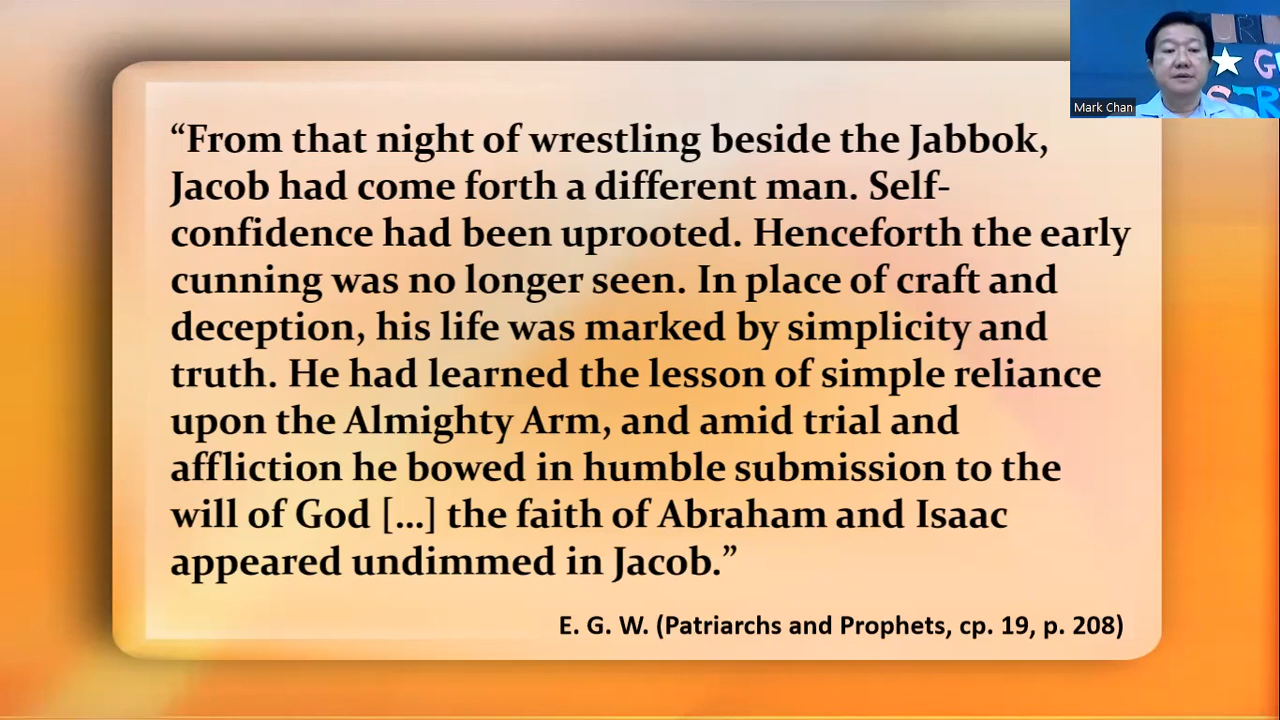 “From that night of wrestling beside the Jabbok,
Jacob had come forth a different man. Self-
confidence had been uprooted. Henceforth the early
cunning was no longer seen. In place of craft and
deception, his life was marked by simplicity and
truth. He had learned the lesson of simple reliance
upon the Almighty Arm, and amid trial and
affliction he bowed in humble submission to the
will of God [...] the faith of Abraham and Isaac
appeared undimmed in Jacob.”
E. G. W. (Patriarchs and Prophets, cp. 19, p. 208)
Mark Chan